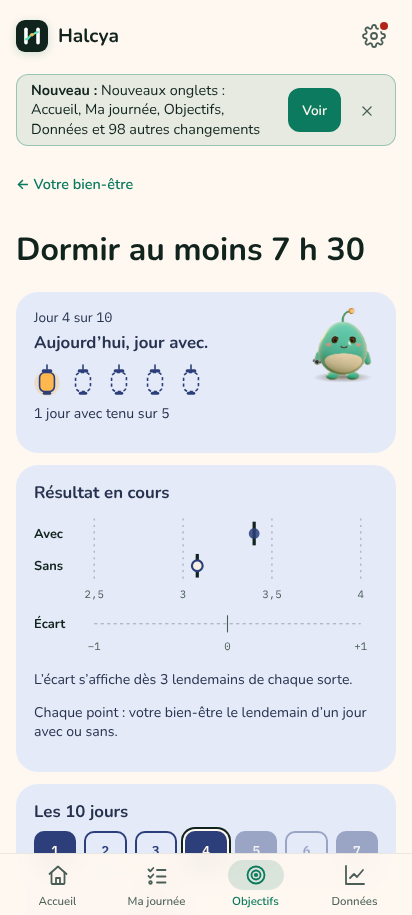 Halcya
Nouveau : Nouveaux onglets :
Accueil, Ma journée, Objectifs,
Données et 98 autres changements
Voir
← Votre bien-être
Dormir au moins 7 h 30
Jour 4 sur 10
Aujourd’hui, jour avec.
1 jour avec tenu sur 5
Résultat en cours
Avec
Sans
2,5 3 3,5 4
Écart
−1 0 +1
L’écart s’affiche dès 3 lendemains de chaque sorte.
Chaque point : votre bien-être le lendemain d’un jour
avec ou sans.
Les 10 jours
1 2 3 4 5 6 7
Accueil Ma journée Objectifs Données